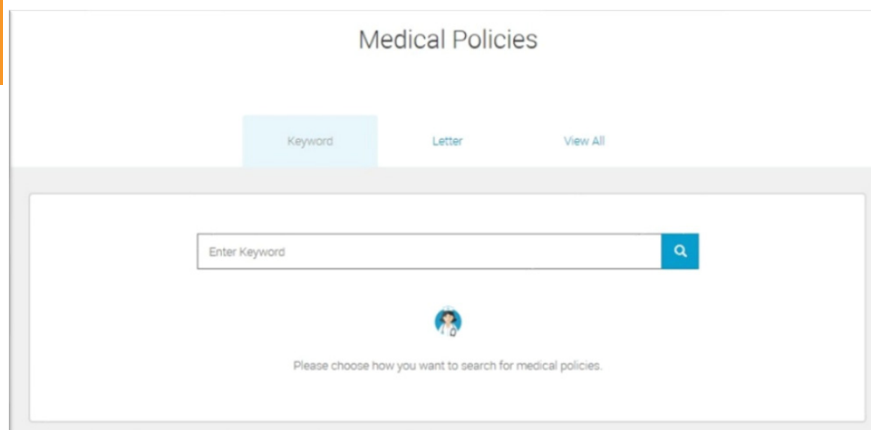 Medical Policies
Keyword
Letter
View All
Enter Keyword
Please choose how you want to search for medical policies.